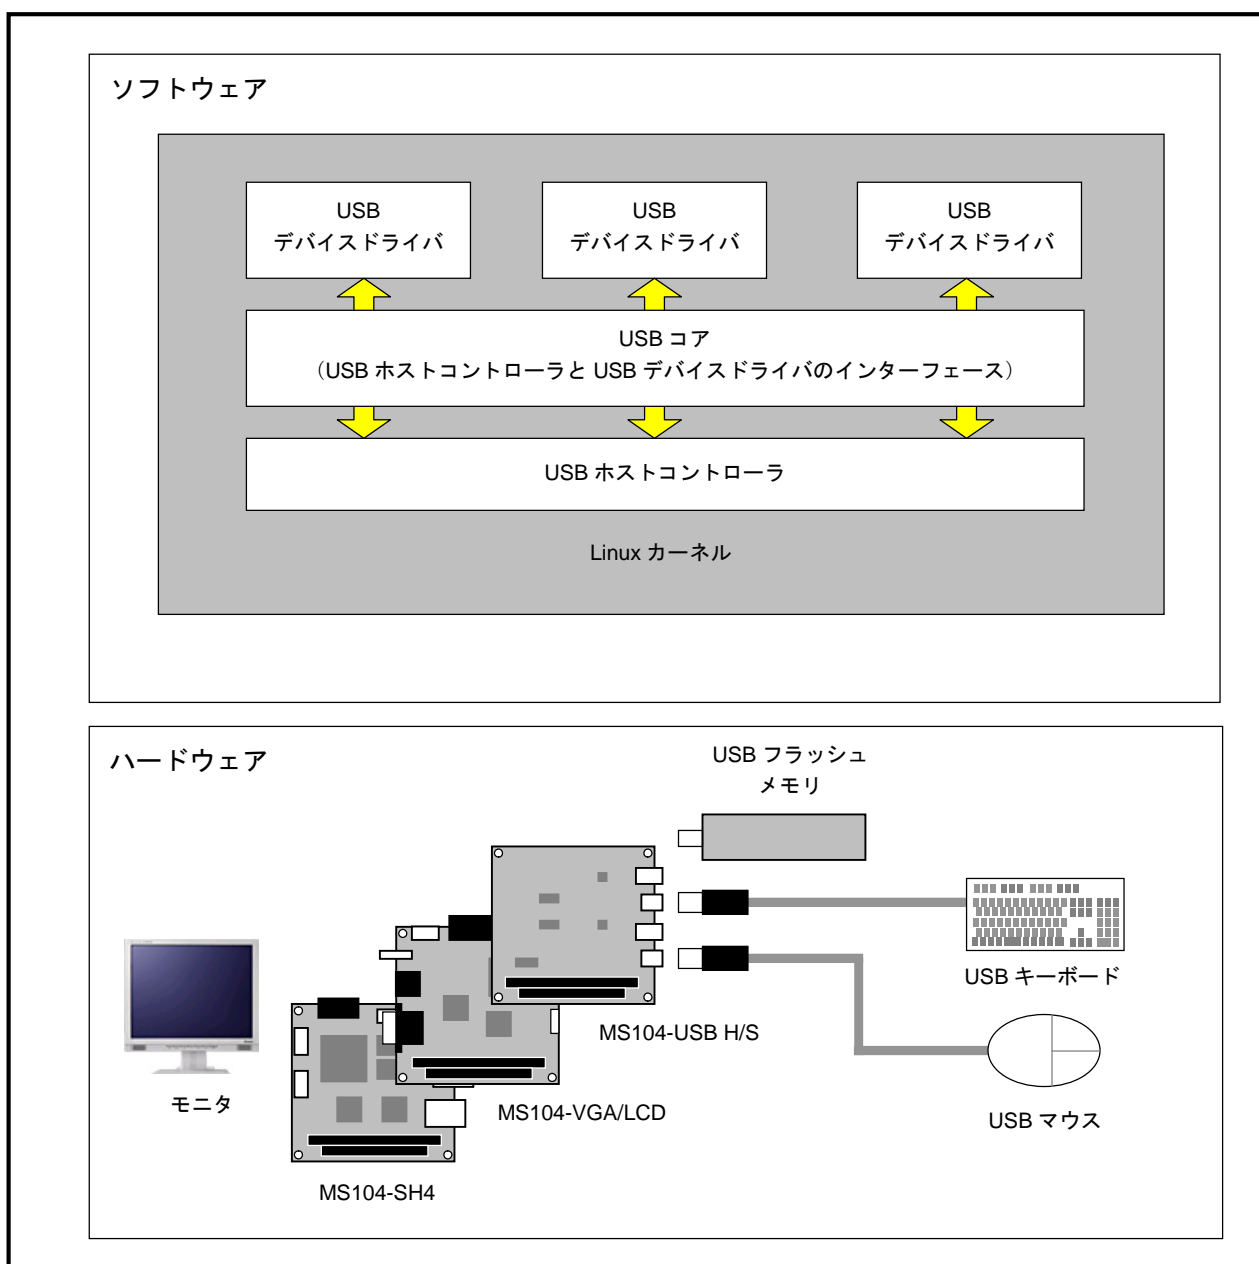 ソフトウェア
USB
デバイスドライバ
USB
デバイスドライバ
USB
デバイスドライバ
USB コア
（USB ホストコントローラと USB デバイスドライバのインターフェース）
USB ホストコントローラ
Linux カーネル
ハードウェア
USB フラッシュ
メモリ
USB キーボード
MS104-USB H/S
モニタ
MS104-VGA/LCD
USB マウス
MS104-SH4